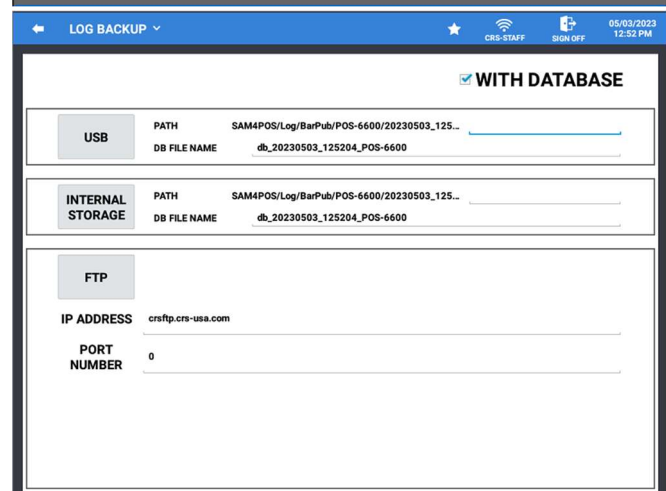 LOG BACKUP
CRS-STAFF
SIGN OFF
05/03/2023
12:52 PM
WITH DATABASE
USB
PATH SAM4POS/Log/BarPub/POS-6600/20230503_125...
DB FILE NAME db_20230503_125204_POS-6600
INTERNAL
STORAGE
PATH SAM4POS/Log/BarPub/POS-6600/20230503_125...
DB FILE NAME db_20230503_125204_POS-6600
FTP
IP ADDRESS crsftp.crs-usa.com
PORT
NUMBER
0